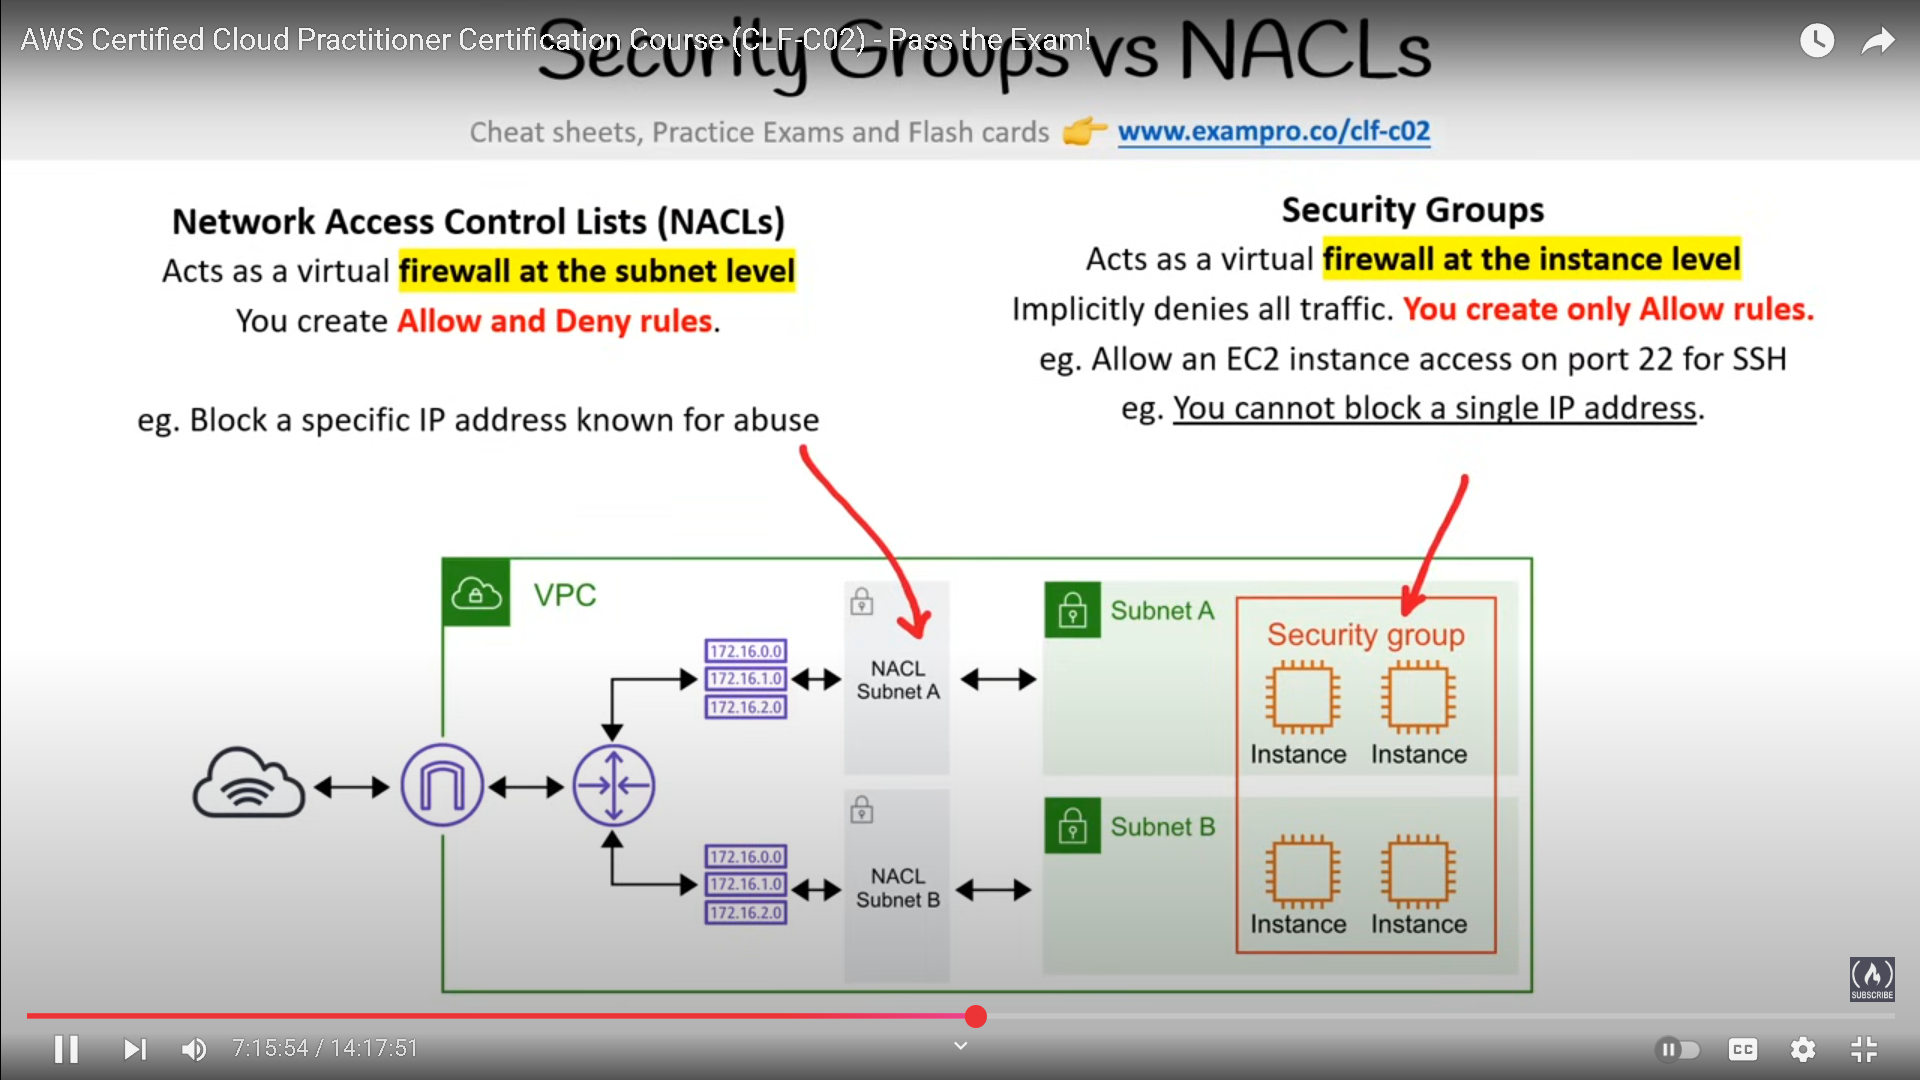 AWS Certified Cloud Practitioner Certification Course (CLF-C02) - Pass the Exam!
Security Groups vs NACLs
Cheat sheets, Practice Exams and Flash cards 👉 www.exampro.co/clf-c02
Network Access Control Lists (NACLs)
Acts as a virtual firewall at the subnet level
You create Allow and Deny rules.
eg. Block a specific IP address known for abuse
Security Groups
Acts as a virtual firewall at the instance level
Implicitly denies all traffic. You create only Allow rules.
eg. Allow an EC2 instance access on port 22 for SSH
eg. You cannot block a single IP address.
VPC
172.16.0.0
172.16.1.0
172.16.2.0
NACL
Subnet A
Subnet A
Security group
Instance
Instance
172.16.0.0
172.16.1.0
172.16.2.0
NACL
Subnet B
Subnet B
Instance
Instance
SUBSCRIBE
7:15:54 / 14:17:51
CC